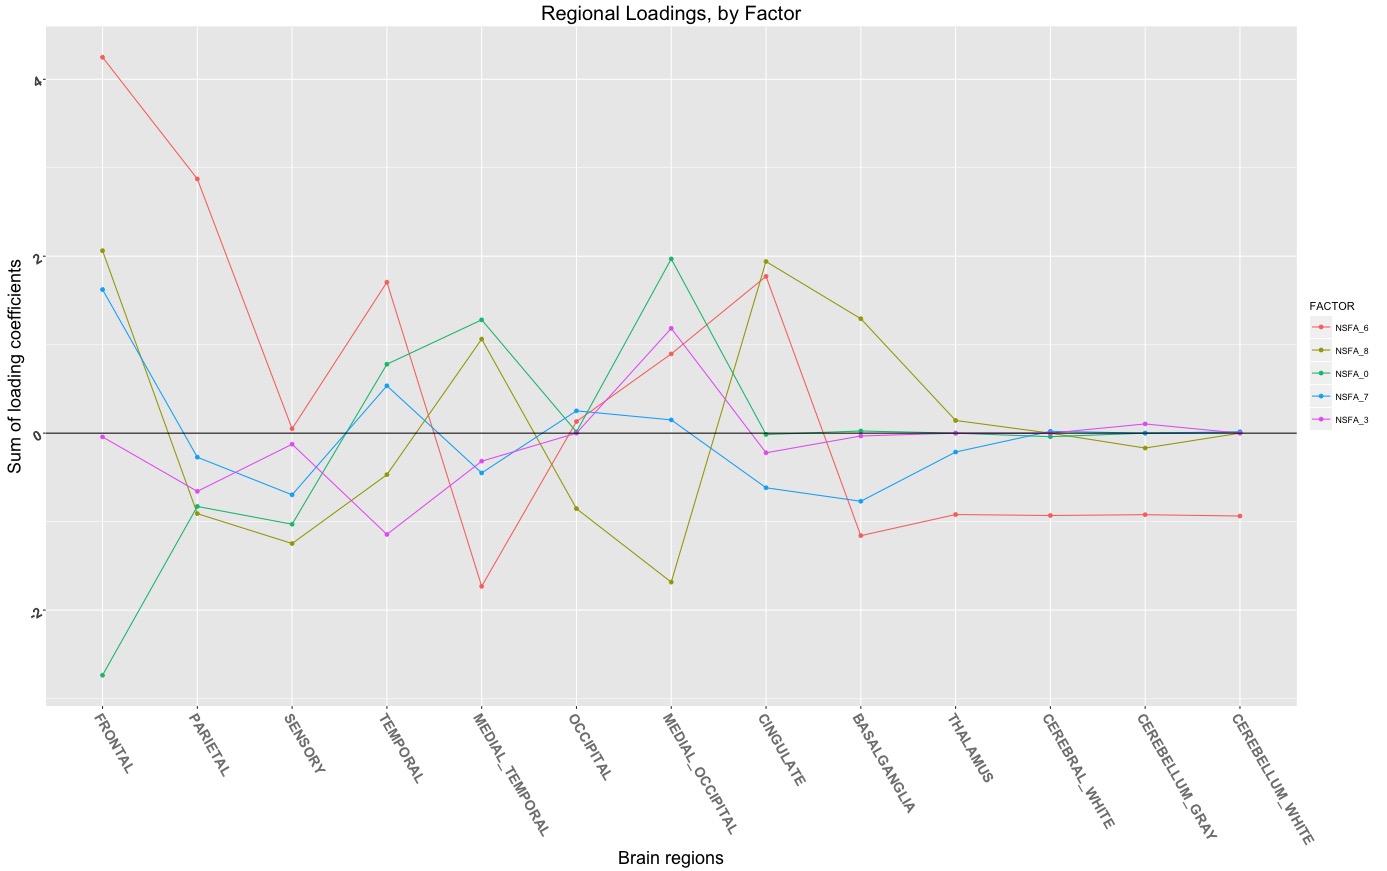 Regional Loadings, by Factor
Sum of loading coefficients
4
2
0
-2
FRONTAL
PARIETAL
SENSORY
TEMPORAL
MEDIAL_TEMPORAL
OCCIPITAL
MEDIAL_OCCIPITAL
CINGULATE
BASALGANGLIA
THALAMUS
CEREBRAL_WHITE
CEREBELLUM_GRAY
CEREBELLUM_WHITE
Brain regions
FACTOR
NSFA_6
NSFA_8
NSFA_0
NSFA_7
NSFA_3